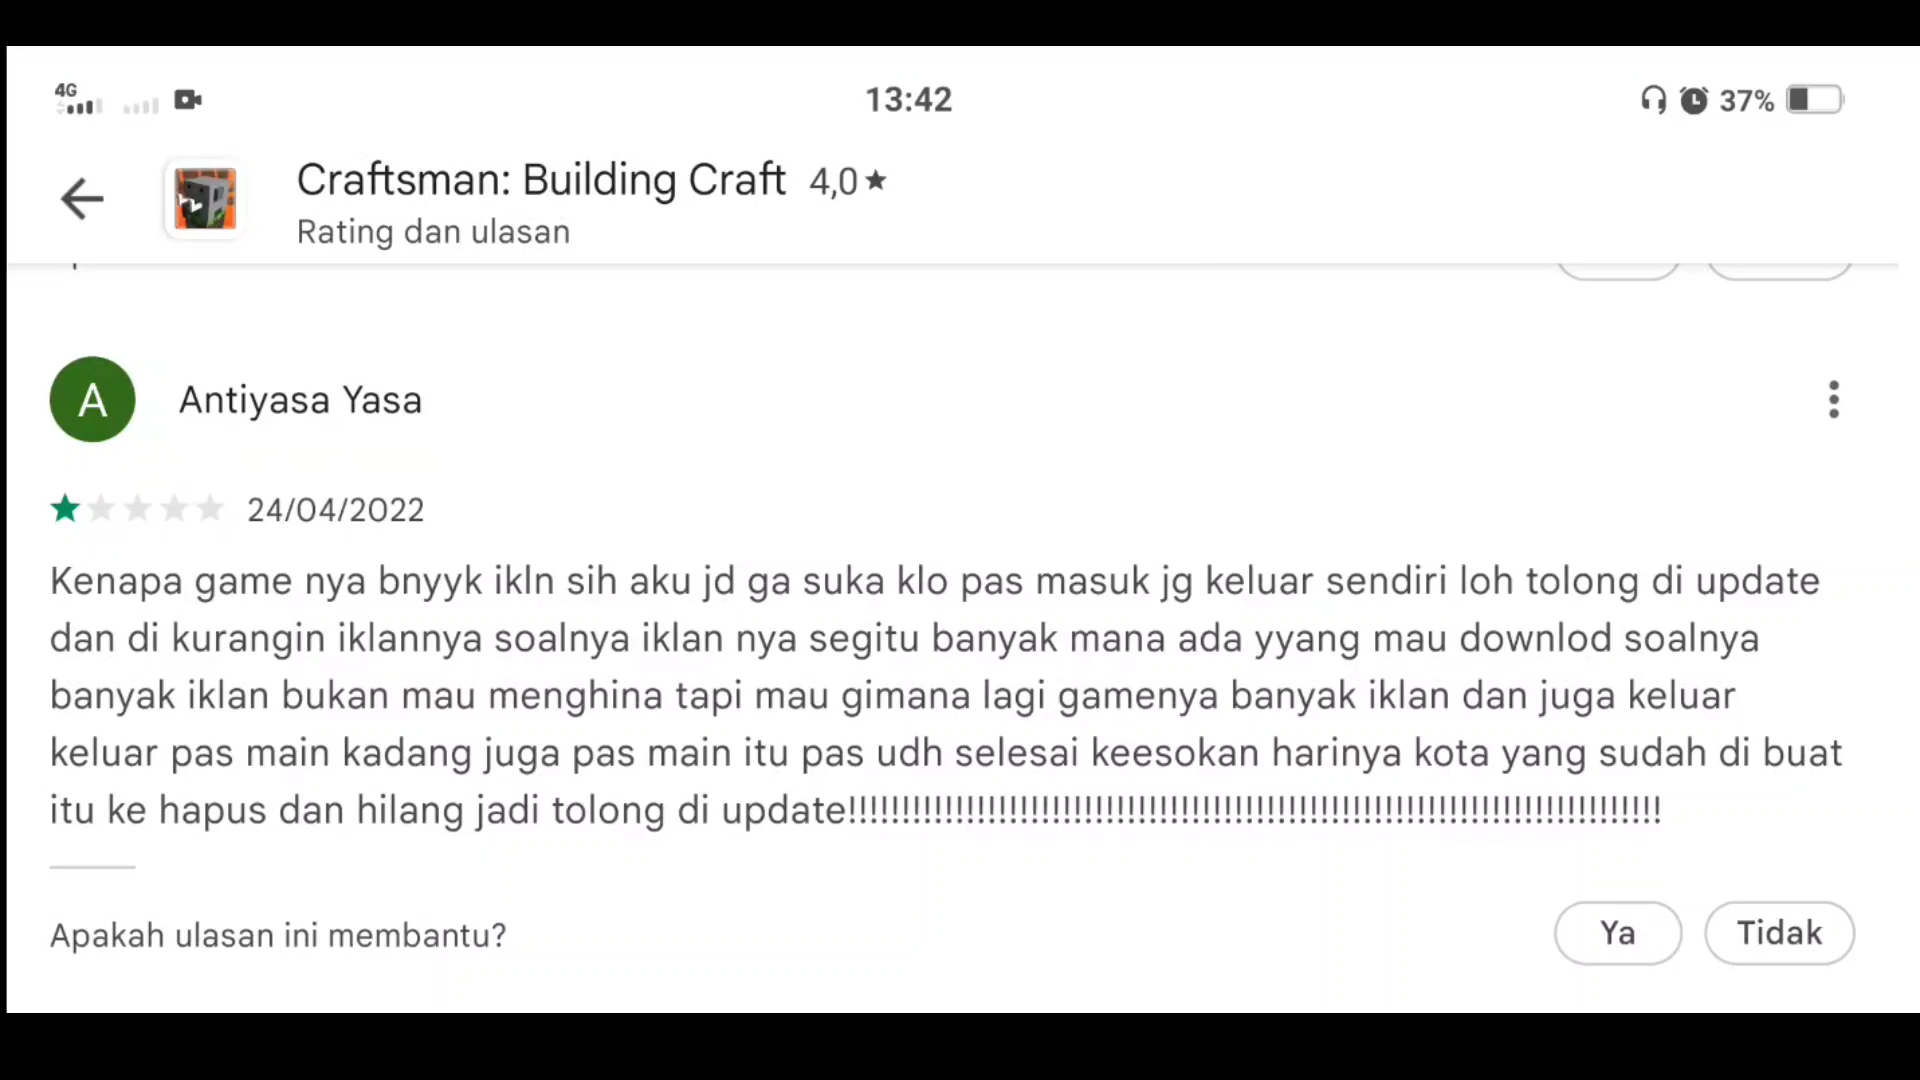 4G
13:42
37%
Craftsman: Building Craft 4,0★
Rating dan ulasan
A
Antiyasa Yasa
24/04/2022
Kenapa game nya bnyyk ikln sih aku jd ga suka klo pas masuk jg keluar sendiri loh tolong di update
dan di kurangin iklannya soalnya iklan nya segitu banyak mana ada yyang mau downlod soalnya
banyak iklan bukan mau menghina tapi mau gimana lagi gamenya banyak iklan dan juga keluar
keluar pas main kadang juga pas main itu pas udh selesai keesokan harinya kota yang sudah di buat
itu ke hapus dan hilang jadi tolong di update!!!!!!!!!!!!!!!!!!!!!!!!!!!!!!!!!!!!!!!!!!!!!!!!!!!!!!!!!!!!!!!!!!!!!!!!!!!!
Apakah ulasan ini membantu?
Ya
Tidak